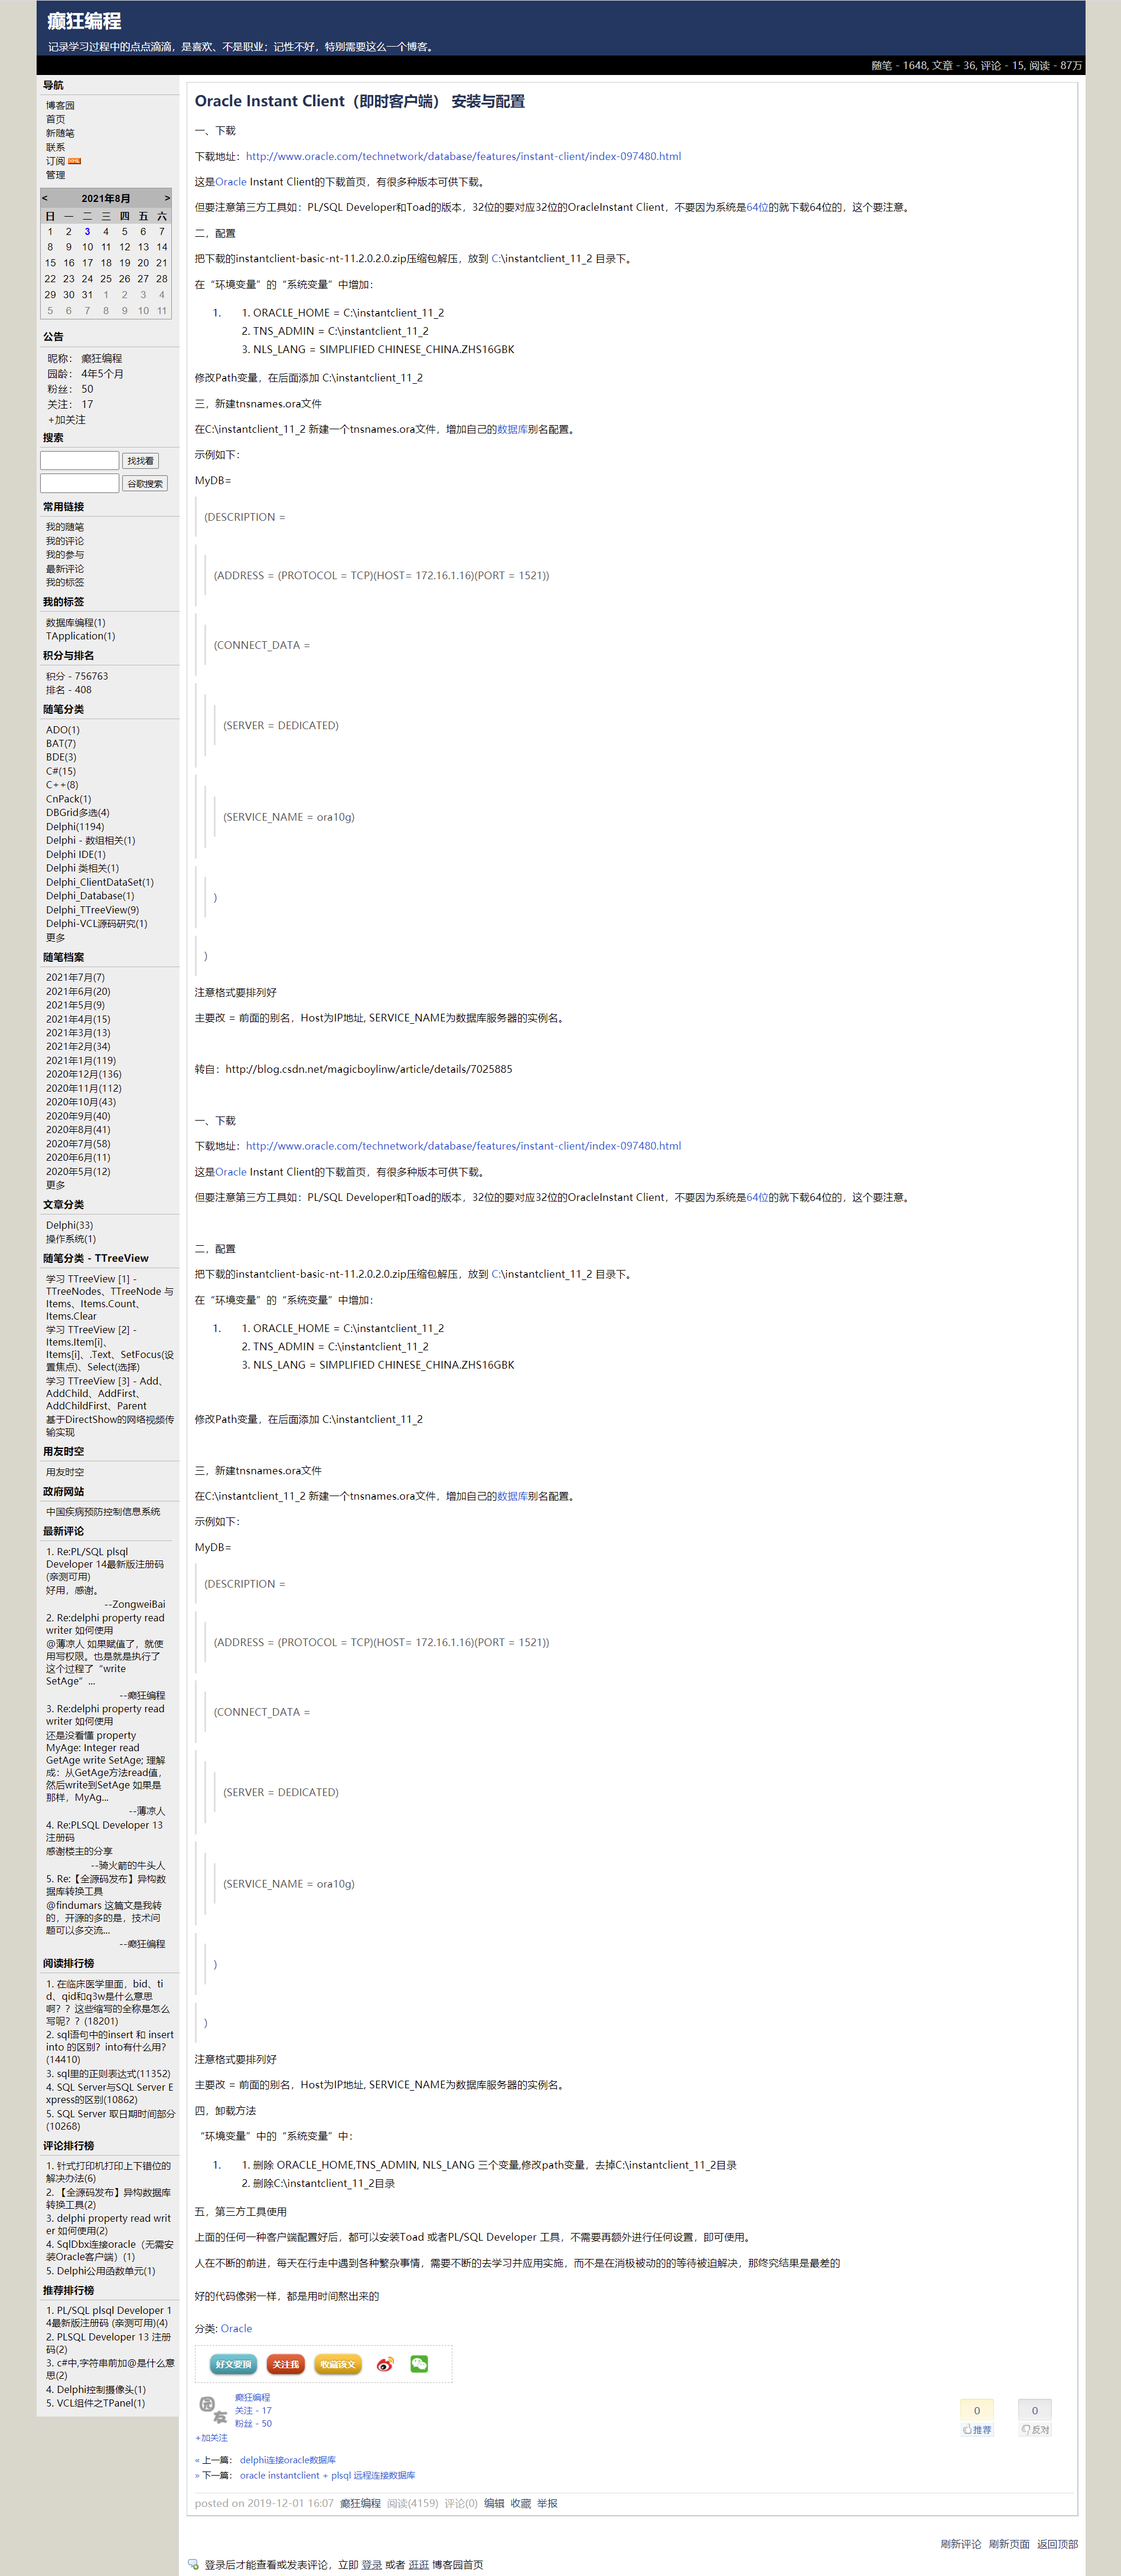 癫狂编程
记录学习过程中的点点滴滴，是喜欢、不是职业；记性不好，特别需要这么一个博客。
随笔 - 1648, 文章 - 36, 评论 - 15, 阅读 - 87万
导航
博客园
首页
新随笔
联系
订阅
管理
< 2021年8月 >
日 一 二 三 四 五 六
1 2 3 4 5 6 7
8 9 10 11 12 13 14
15 16 17 18 19 20 21
22 23 24 25 26 27 28
29 30 31 1 2 3 4
5 6 7 8 9 10 11
公告
昵称： 癫狂编程
园龄： 4年5个月
粉丝： 50
关注： 17
+加关注
搜索
找找看
谷歌搜索
常用链接
我的随笔
我的评论
我的参与
最新评论
我的标签
我的标签
数据库编程(1)
TApplication(1)
积分与排名
积分 - 756763
排名 - 408
随笔分类
ADO(1)
BAT(7)
BDE(3)
C#(15)
C++(8)
CnPack(1)
DBGrid多选(4)
Delphi(1194)
Delphi - 数组相关(1)
Delphi IDE(1)
Delphi 类相关(1)
Delphi_ClientDataSet(1)
Delphi_Database(1)
Delphi_TTreeView(9)
Delphi-VCL源码研究(1)
更多
随笔档案
2021年7月(7)
2021年6月(20)
2021年5月(9)
2021年4月(15)
2021年3月(13)
2021年2月(34)
2021年1月(119)
2020年12月(136)
2020年11月(112)
2020年10月(43)
2020年9月(40)
2020年8月(41)
2020年7月(58)
2020年6月(11)
2020年5月(12)
更多
文章分类
Delphi(33)
操作系统(1)
随笔分类 - TTreeView
学习 TTreeView [1] -
TTreeNodes、TTreeNode 与
Items、Items.Count、
Items.Clear
学习 TTreeView [2] -
Items.Item[i]、
Items[i]、.Text、SetFocus(设
置焦点)、Select(选择)
学习 TTreeView [3] - Add、
AddChild、AddFirst、
AddChildFirst、Parent
基于DirectShow的网络视频传
输实现
用友时空
用友时空
政府网站
中国疾病预防控制信息系统
最新评论
1. Re:PL/SQL plsql
Developer 14最新版注册码
(亲测可用)
好用，感谢。
--ZongweiBai
2. Re:delphi property read
writer 如何使用
@薄凉人 如果赋值了，就使
用写权限。也是就是执行了
这个过程了“write
SetAge” ...
--癫狂编程
3. Re:delphi property read
writer 如何使用
还是没看懂 property
MyAge: Integer read
GetAge write SetAge; 理解
成：从GetAge方法read值，
然后write到SetAge 如果是
那样，MyAg...
--薄凉人
4. Re:PLSQL Developer 13
注册码
感谢楼主的分享
--骑火箭的牛头人
5. Re:【全源码发布】异构数
据库转换工具
@findumars 这篇文是我转
的，开源的多的是，技术问
题可以多交流...
--癫狂编程
阅读排行榜
1. 在临床医学里面，bid、ti
d、qid和q3w是什么意思
啊？？这些缩写的全称是怎么
写呢？？(18201)
2. sql语句中的insert 和 insert
into 的区别？into有什么用？
(14410)
3. sql里的正则表达式(11352)
4. SQL Server与SQL Server E
xpress的区别(10862)
5. SQL Server 取日期时间部分
(10268)
评论排行榜
1. 针式打印机打印上下错位的
解决办法(6)
2. 【全源码发布】异构数据库
转换工具(2)
3. delphi property read writ
er 如何使用(2)
4. SqlDbx连接oracle（无需安
装Oracle客户端）(1)
5. Delphi公用函数单元(1)
推荐排行榜
1. PL/SQL plsql Developer 1
4最新版注册码 (亲测可用)(4)
2. PLSQL Developer 13 注册
码(2)
3. c#中,字符串前加@是什么意
思(2)
4. Delphi控制摄像头(1)
5. VCL组件之TPanel(1)
Oracle Instant Client（即时客户端） 安装与配置
一、下载
下载地址：http://www.oracle.com/technetwork/database/features/instant-client/index-097480.html
这是Oracle Instant Client的下载首页，有很多种版本可供下载。
但要注意第三方工具如：PL/SQL Developer和Toad的版本，32位的要对应32位的OracleInstant Client，不要因为系统是64位的就下载64位的，这个要注意。
二，配置
把下载的instantclient-basic-nt-11.2.0.2.0.zip压缩包解压，放到 C:\instantclient_11_2 目录下。
在“环境变量”的“系统变量”中增加：
1. 1. ORACLE_HOME = C:\instantclient_11_2
2. TNS_ADMIN = C:\instantclient_11_2
3. NLS_LANG = SIMPLIFIED CHINESE_CHINA.ZHS16GBK
修改Path变量，在后面添加 C:\instantclient_11_2
三，新建tnsnames.ora文件
在C:\instantclient_11_2 新建一个tnsnames.ora文件，增加自己的数据库别名配置。
示例如下：
MyDB=
(DESCRIPTION =
(ADDRESS = (PROTOCOL = TCP)(HOST= 172.16.1.16)(PORT = 1521))
(CONNECT_DATA =
(SERVER = DEDICATED)
(SERVICE_NAME = ora10g)
)
)
注意格式要排列好
主要改 = 前面的别名，Host为IP地址, SERVICE_NAME为数据库服务器的实例名。
转自：http://blog.csdn.net/magicboylinw/article/details/7025885
一、下载
下载地址：http://www.oracle.com/technetwork/database/features/instant-client/index-097480.html
这是Oracle Instant Client的下载首页，有很多种版本可供下载。
但要注意第三方工具如：PL/SQL Developer和Toad的版本，32位的要对应32位的OracleInstant Client，不要因为系统是64位的就下载64位的，这个要注意。
二，配置
把下载的instantclient-basic-nt-11.2.0.2.0.zip压缩包解压，放到 C:\instantclient_11_2 目录下。
在“环境变量”的“系统变量”中增加：
1. 1. ORACLE_HOME = C:\instantclient_11_2
2. TNS_ADMIN = C:\instantclient_11_2
3. NLS_LANG = SIMPLIFIED CHINESE_CHINA.ZHS16GBK
修改Path变量，在后面添加 C:\instantclient_11_2
三，新建tnsnames.ora文件
在C:\instantclient_11_2 新建一个tnsnames.ora文件，增加自己的数据库别名配置。
示例如下：
MyDB=
(DESCRIPTION =
(ADDRESS = (PROTOCOL = TCP)(HOST= 172.16.1.16)(PORT = 1521))
(CONNECT_DATA =
(SERVER = DEDICATED)
(SERVICE_NAME = ora10g)
)
)
注意格式要排列好
主要改 = 前面的别名，Host为IP地址, SERVICE_NAME为数据库服务器的实例名。
四，卸载方法
“环境变量”中的“系统变量”中：
1. 1. 删除 ORACLE_HOME,TNS_ADMIN, NLS_LANG 三个变量,修改path变量，去掉C:\instantclient_11_2目录
2. 删除C:\instantclient_11_2目录
五，第三方工具使用
上面的任何一种客户端配置好后，都可以安装Toad 或者PL/SQL Developer 工具，不需要再额外进行任何设置，即可使用。
人在不断的前进，每天在行走中遇到各种繁杂事情，需要不断的去学习并应用实施，而不是在消极被动的的等待被迫解决，那终究结果是最差的
好的代码像粥一样，都是用时间熬出来的
分类: Oracle
好文要顶 关注我 收藏该文
园友
癫狂编程
关注 - 17
粉丝 - 50
+加关注
0 0
推荐 反对
« 上一篇： delphi连接oracle数据库
» 下一篇： oracle instantclient + plsql 远程连接数据库
posted on 2019-12-01 16:07 癫狂编程 阅读(4159) 评论(0) 编辑 收藏 举报
刷新评论 刷新页面 返回顶部
登录后才能查看或发表评论，立即 登录 或者 逛逛 博客园首页